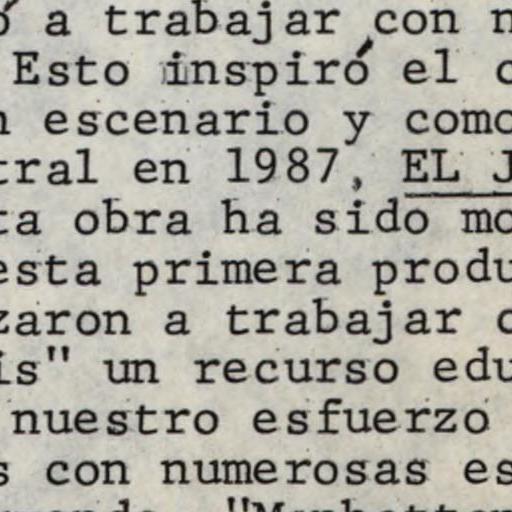 ó a trabajar con n
Esto inspiró el
n escenario y como
tral en 1987, EL J
ta obra ha sido mo
esta primera produ
zaron a trabajar
is" un recurso edu
nuestro esfuerzo
s con numerosas es